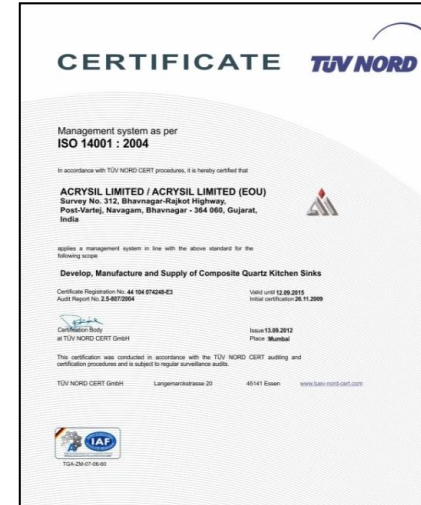 CERTIFICATE
TÜV NORD
Management system as per
ISO 14001 : 2004
In accordance with TÜV NORD CERT procedures, it is hereby certified that
ACRYSIL LIMITED / ACRYSIL LIMITED (EOU)
Survey No. 312, Bhavnagar-Rajkot Highway,
Post-Vartej, Navagam, Bhavnagar - 364 060, Gujarat,
India
applies a management system in line with the above standard for the
following scope
Develop, Manufacture and Supply of Composite Quartz Kitchen Sinks
Certificate Registration No. 44 104 074248-E3 Valid until 12.09.2015
Audit Report No. 2.5-807/2004 Initial certification 26.11.2009
Certification Body Issue 13.09.2012
at TÜV NORD CERT GmbH Place :Mumbai
This certification was conducted in accordance with the TÜV NORD CERT auditing and
certification procedures and is subject to regular surveillance audits.
TÜV NORD CERT GmbH Langemarckstrasse 20 45141 Essen www.tuev-nord-cert.com
IAF
TGA-ZM-07-06-60